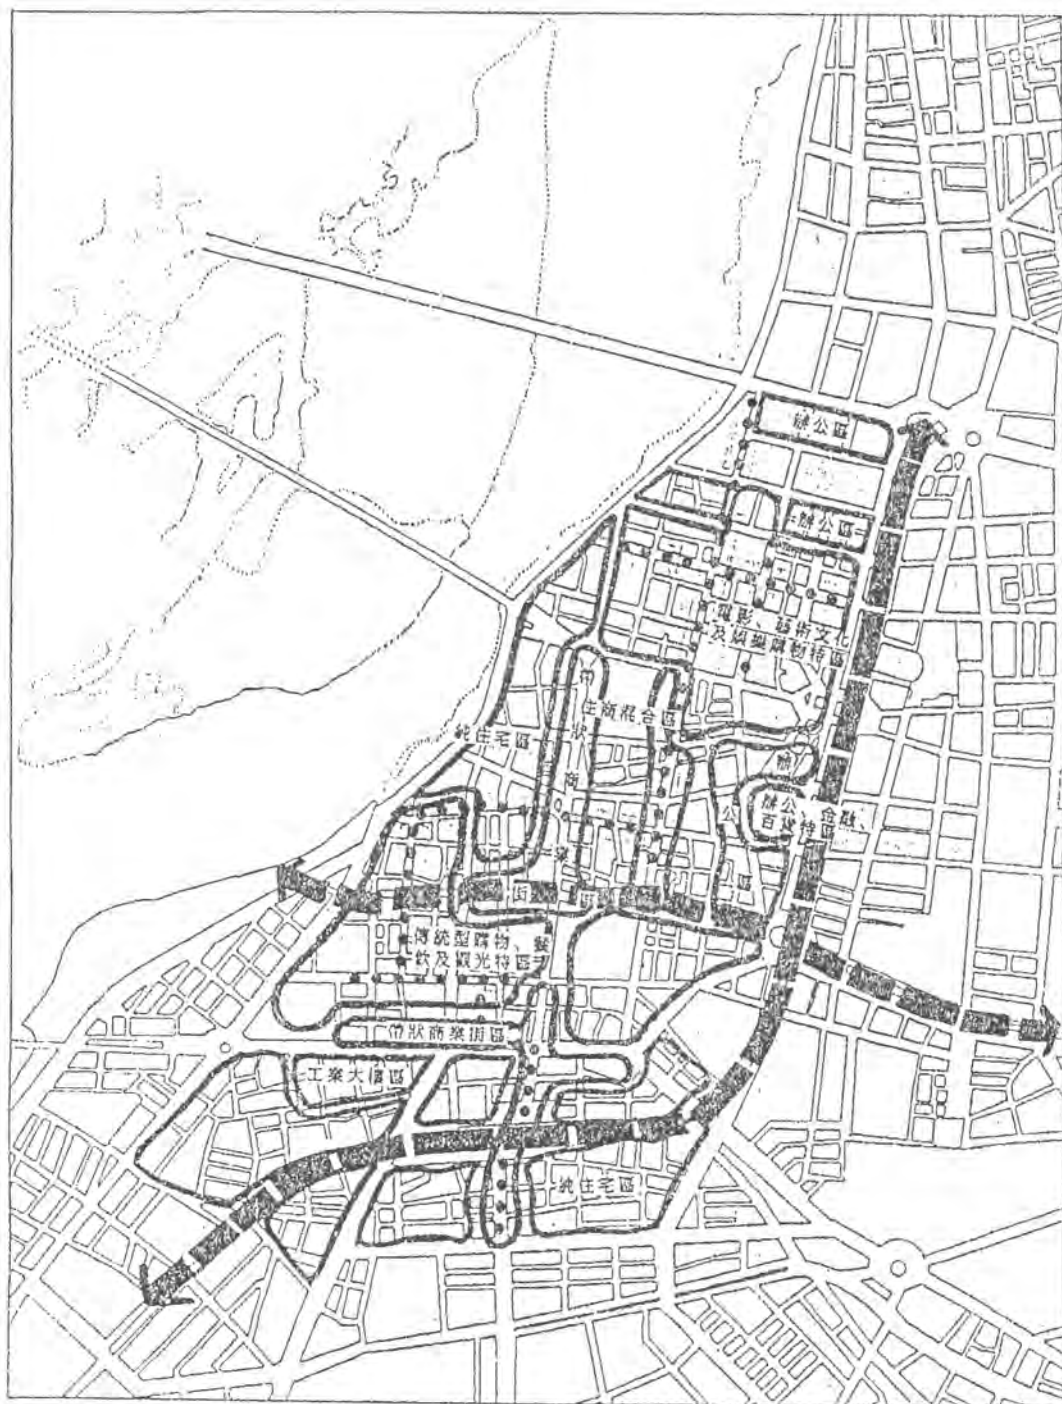 辦公區
辦公區
電影、藝術文化
及娛樂購物特區
住商混合區
純住宅區
帶狀商業街區
辦公區
辦公、金融、
百貨特區
傳統型購物、餐
飲及觀光特區
帶狀商業街區
工業大樓區
純住宅區